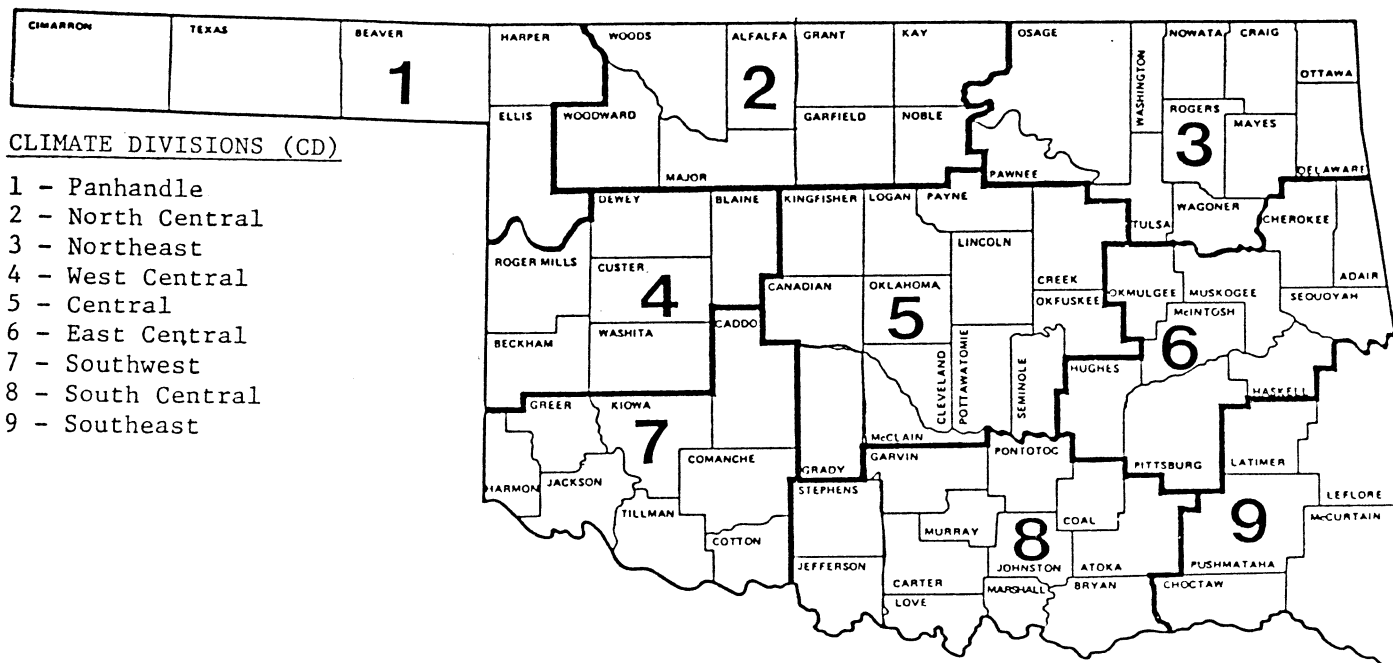 CIMARRON
TEXAS
BEAVER
HARPER
WOODS
ALFALFA
GRANT
KAY
OSAGE
WASHINGTON
NOWATA
CRAIG
OTTAWA
1
2
3
ELLIS
WOODWARD
GARFIELD
NOBLE
ROGERS
MAYES
MAJOR
PAWNEE
DELAWARE
CLIMATE DIVISIONS (CD)
1 - Panhandle
2 - North Central
3 - Northeast
4 - West Central
5 - Central
6 - East Central
7 - Southwest
8 - South Central
9 - Southeast
DEWEY
BLAINE
KINGFISHER
LOGAN
PAYNE
TULSA
WAGONER
CHEROKEE
LINCOLN
ROGER MILLS
CUSTER
4
CANADIAN
OKLAHOMA
5
CREEK
OKFUSKEE
OKMULGEE
MUSKOGEE
ADAIR
SEQUOYAH
McINTOSH
6
BECKHAM
WASHITA
CADDO
CLEVELAND
POTTAWATOMIE
SEMINOLE
HUGHES
HASKELL
GREER
KIOWA
7
McCLAIN
COMANCHE
GRADY
GARVIN
PONTOTOC
PITTSBURG
LATIMER
HARMON
JACKSON
STEPHENS
LEFLORE
TILLMAN
COTTON
MURRAY
8
COAL
9
McCURTAIN
JEFFERSON
JOHNSTON
ATOKA
PUSHMATAHA
CARTER
MARSHALL
BRYAN
CHOCTAW
LOVE